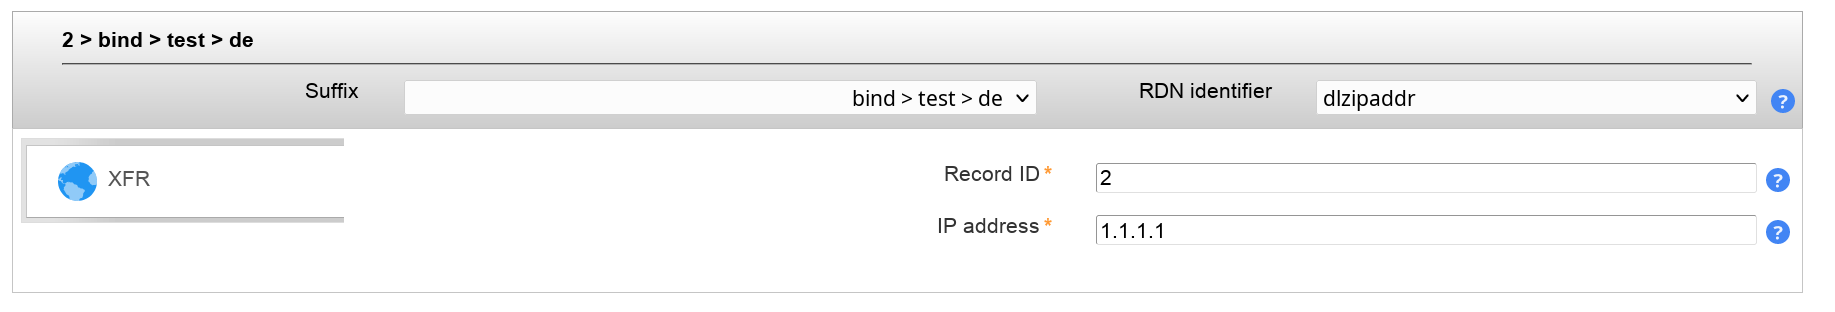 2 > bind > test > de
Suffix bind > test > de RDN identifier dlzipaddr ?
XFR
Record ID* 2 ?
IP address* 1.1.1.1 ?